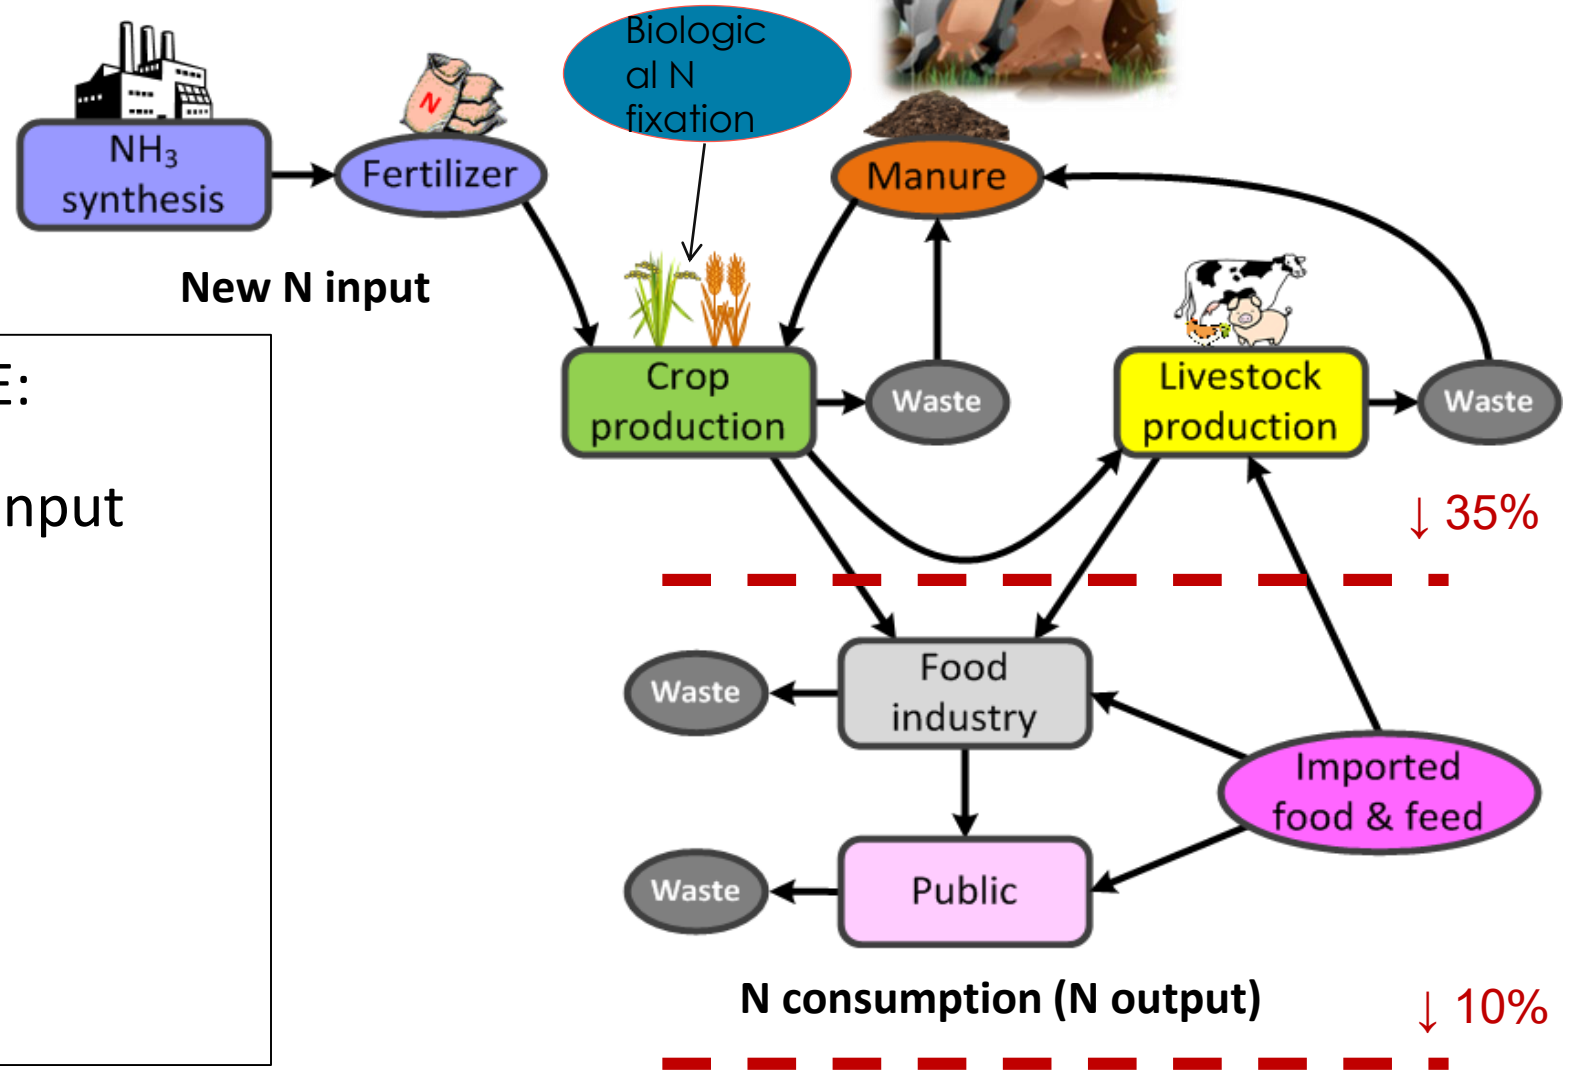 Biologic
al N
fixation
NH₃
synthesis
Fertilizer
N
Manure
New N input
E:
nput
Crop
production
Waste
Livestock
production
Waste
↓ 35%
Food
industry
Waste
Imported
food & feed
Public
Waste
N consumption (N output)
↓ 10%